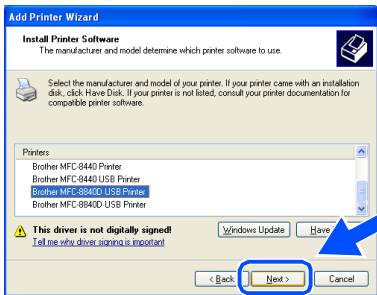 Add Printer Wizard
Install Printer Software
The manufacturer and model determine which printer software to use.
Select the manufacturer and model of your printer. If your printer came with an installation
disk, click Have Disk. If your printer is not listed, consult your printer documentation for
compatible printer software.
Printers
Brother MFC-8440 Printer
Brother MFC-8440 USB Printer
Brother MFC-8840D USB Printer
Brother MFC-8840D USB Printer
This driver is not digitally signed!
Windows Update
Have
Tell me why driver signing is important
< Back
Next >
Cancel